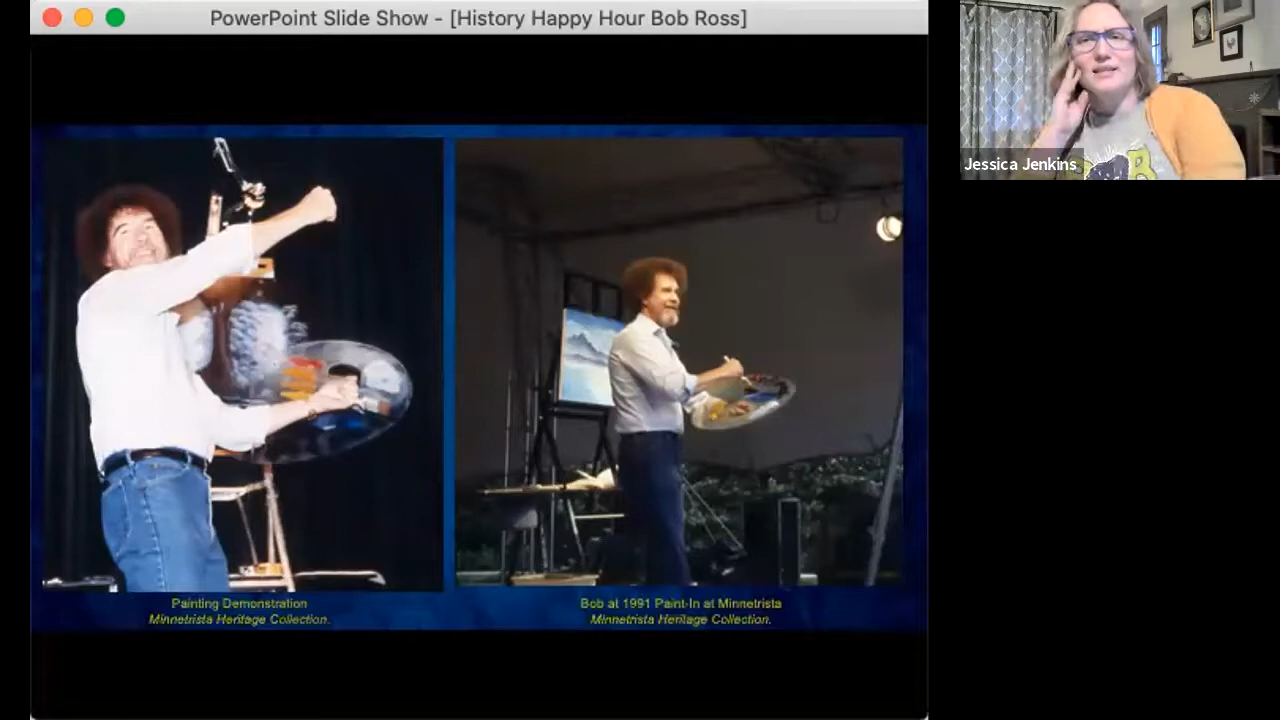 PowerPoint Slide Show - [History Happy Hour Bob Ross]
Jessica Jenkins
Painting Demonstration
Minnetrista Heritage Collection.
Bob at 1991 Paint-In at Minnetrista
Minnetrista Heritage Collection.